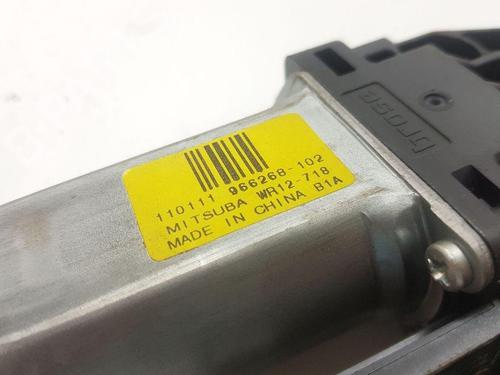 110111 966268-102
MITSUBA WR12-718
MADE IN CHINA B1A
brose